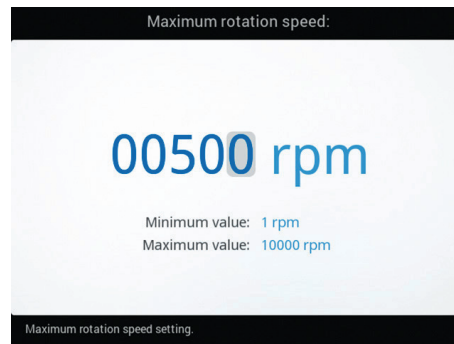 Maximum rotation speed:
00500 rpm
Minimum value: 1 rpm
Maximum value: 10000 rpm
Maximum rotation speed setting.